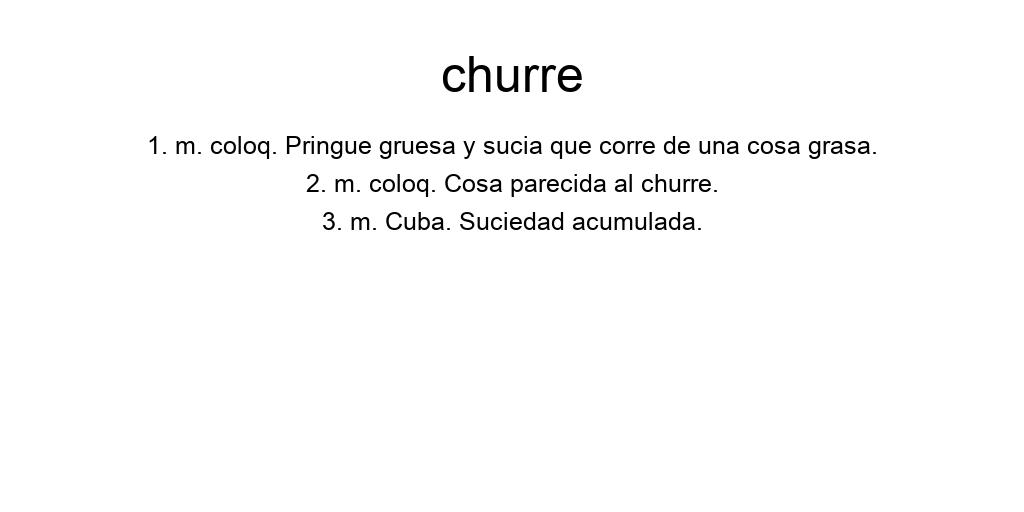 churre
1. m. coloq. Pringue gruesa y sucia que corre de una cosa grasa.
2. m. coloq. Cosa parecida al churre.
3. m. Cuba. Suciedad acumulada.